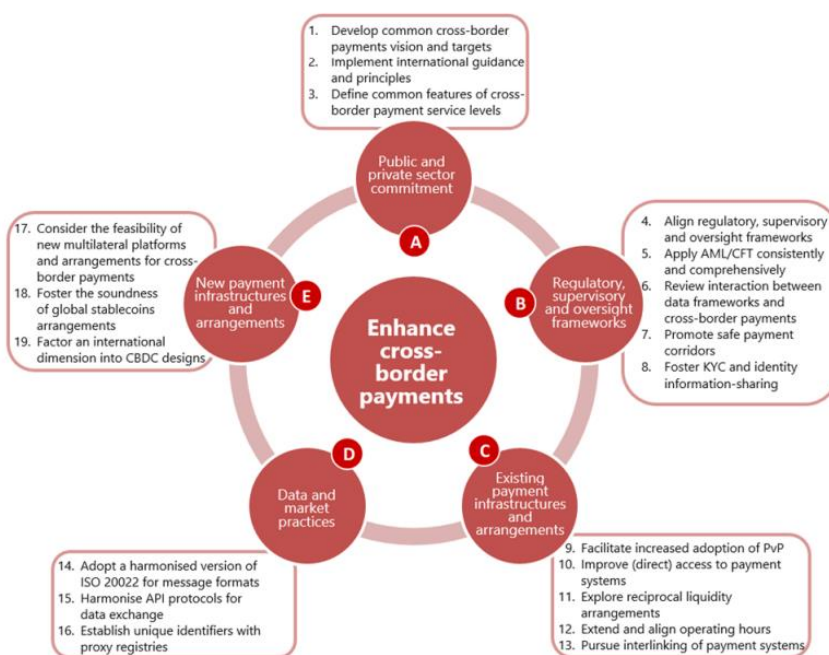 1. Develop common cross-border
payments vision and targets
2. Implement international guidance
and principles
3. Define common features of cross-
border payment service levels
Public and
private sector
commitment
A
4. Align regulatory, supervisory
and oversight frameworks
5. Apply AML/CFT consistently
and comprehensively
6. Review interaction between
data frameworks and
cross-border payments
7. Promote safe payment
corridors
8. Foster KYC and identity
information-sharing
Regulatory,
supervisory
and oversight
frameworks
B
9. Facilitate increased adoption of PvP
10. Improve (direct) access to payment
systems
11. Explore reciprocal liquidity
arrangements
12. Extend and align operating hours
13. Pursue interlinking of payment systems
Existing
payment
infrastructures
and
arrangements
C
14. Adopt a harmonised version of
ISO 20022 for message formats
15. Harmonise API protocols for
data exchange
16. Establish unique identifiers with
proxy registries
Data and
market
practices
D
17. Consider the feasibility of
new multilateral platforms
and arrangements for cross-
border payments
18. Foster the soundness
of global stablecoins
arrangements
19. Factor an international
dimension into CBDC designs
New payment
infrastructures
and
arrangements
E
Enhance
cross-
border
payments